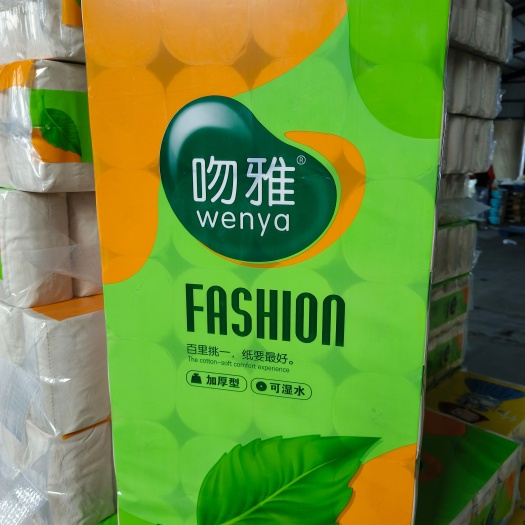 吻雅®
wenya
FASHION
百里挑一，纸要最好。
The cotton-soft comfort experience
加厚型 可湿水